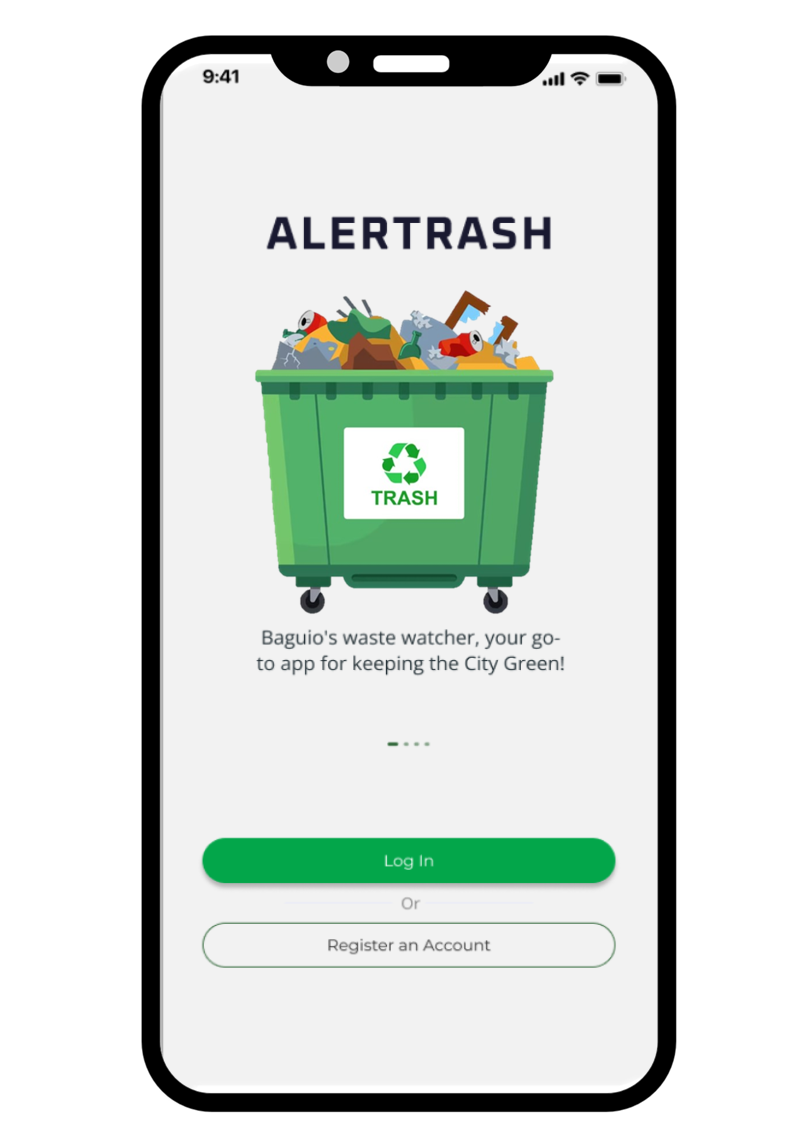 9:41
ALERTRASH
TRASH
Baguio's waste watcher, your go-
to app for keeping the City Green!
Log In
Or
Register an Account